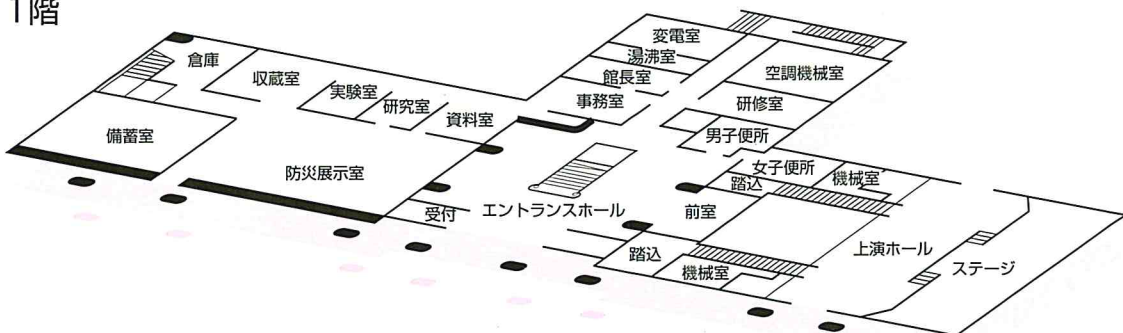 1階
変電室
湯沸室
館長室
事務室
空調機械室
研修室
男子便所
女子便所
機械室
踏込
倉庫
収蔵室
実験室
研究室
資料室
備蓄室
防災展示室
受付
エントランスホール
前室
踏込
機械室
上演ホール
ステージ